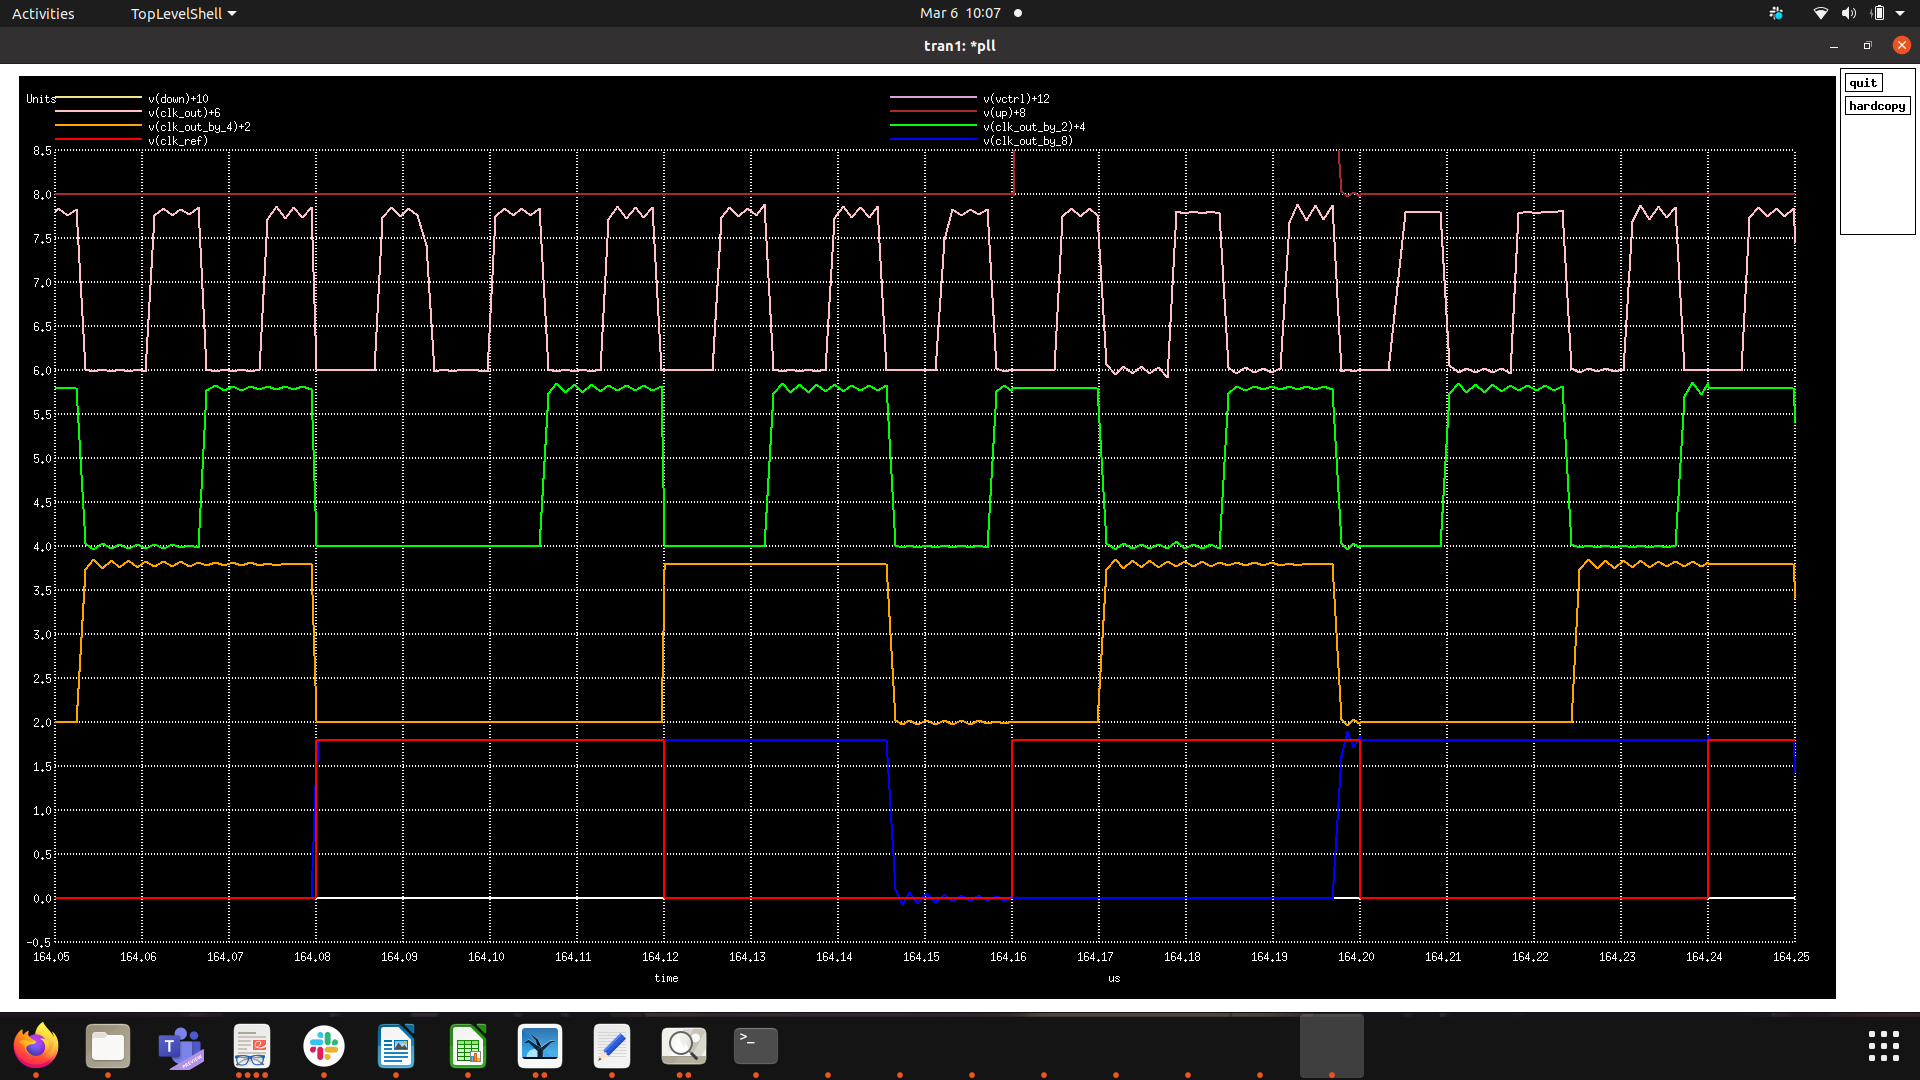 Activities TopLevelShell Mar 6 10:07
tran1: *pll
quit
hardcopy
Units v(down)+10 v(vctrl)+12
v(clk_out)+6 v(up)+8
v(clk_out_by_4)+2 v(clk_out_by_2)+4
v(clk_ref) v(clk_out_by_8)
8.5
8.0
7.5
7.0
6.5
6.0
5.5
5.0
4.5
4.0
3.5
3.0
2.5
2.0
1.5
1.0
0.5
0.0
-0.5
164.05 164.06 164.07 164.08 164.09 164.10 164.11 164.12 164.13 164.14 164.15 164.16 164.17 164.18 164.19 164.20 164.21 164.22 164.23 164.24 164.25
time us
T
PREVIEW
>_